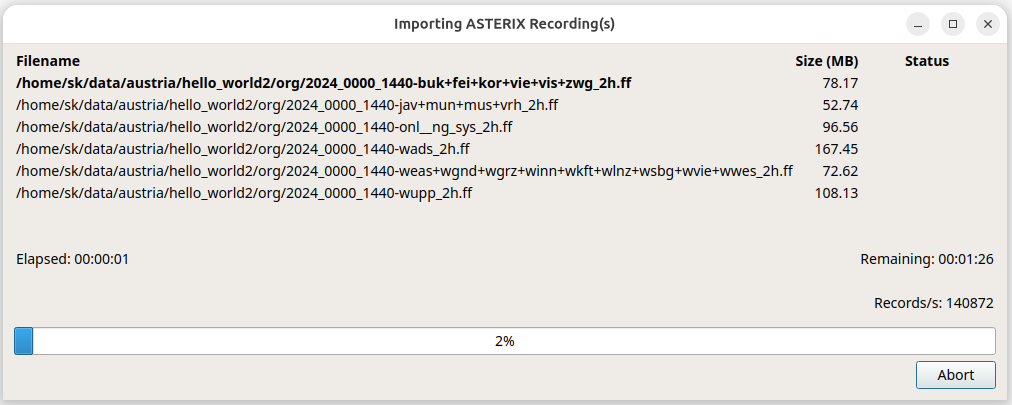 Importing ASTERIX Recording(s)
Filename Size (MB) Status
/home/sk/data/austria/hello_world2/org/2024_0000_1440-buk+fei+kor+vie+vis+zwg_2h.ff 78.17
/home/sk/data/austria/hello_world2/org/2024_0000_1440-jav+mun+mus+vrh_2h.ff 52.74
/home/sk/data/austria/hello_world2/org/2024_0000_1440-onl__ng_sys_2h.ff 96.56
/home/sk/data/austria/hello_world2/org/2024_0000_1440-wads_2h.ff 167.45
/home/sk/data/austria/hello_world2/org/2024_0000_1440-weas+wgnd+wgrz+winn+wkft+wlnz+wsbg+wvie+wwes_2h.ff 72.62
/home/sk/data/austria/hello_world2/org/2024_0000_1440-wupp_2h.ff 108.13
Elapsed: 00:00:01 Remaining: 00:01:26
Records/s: 140872
2%
Abort